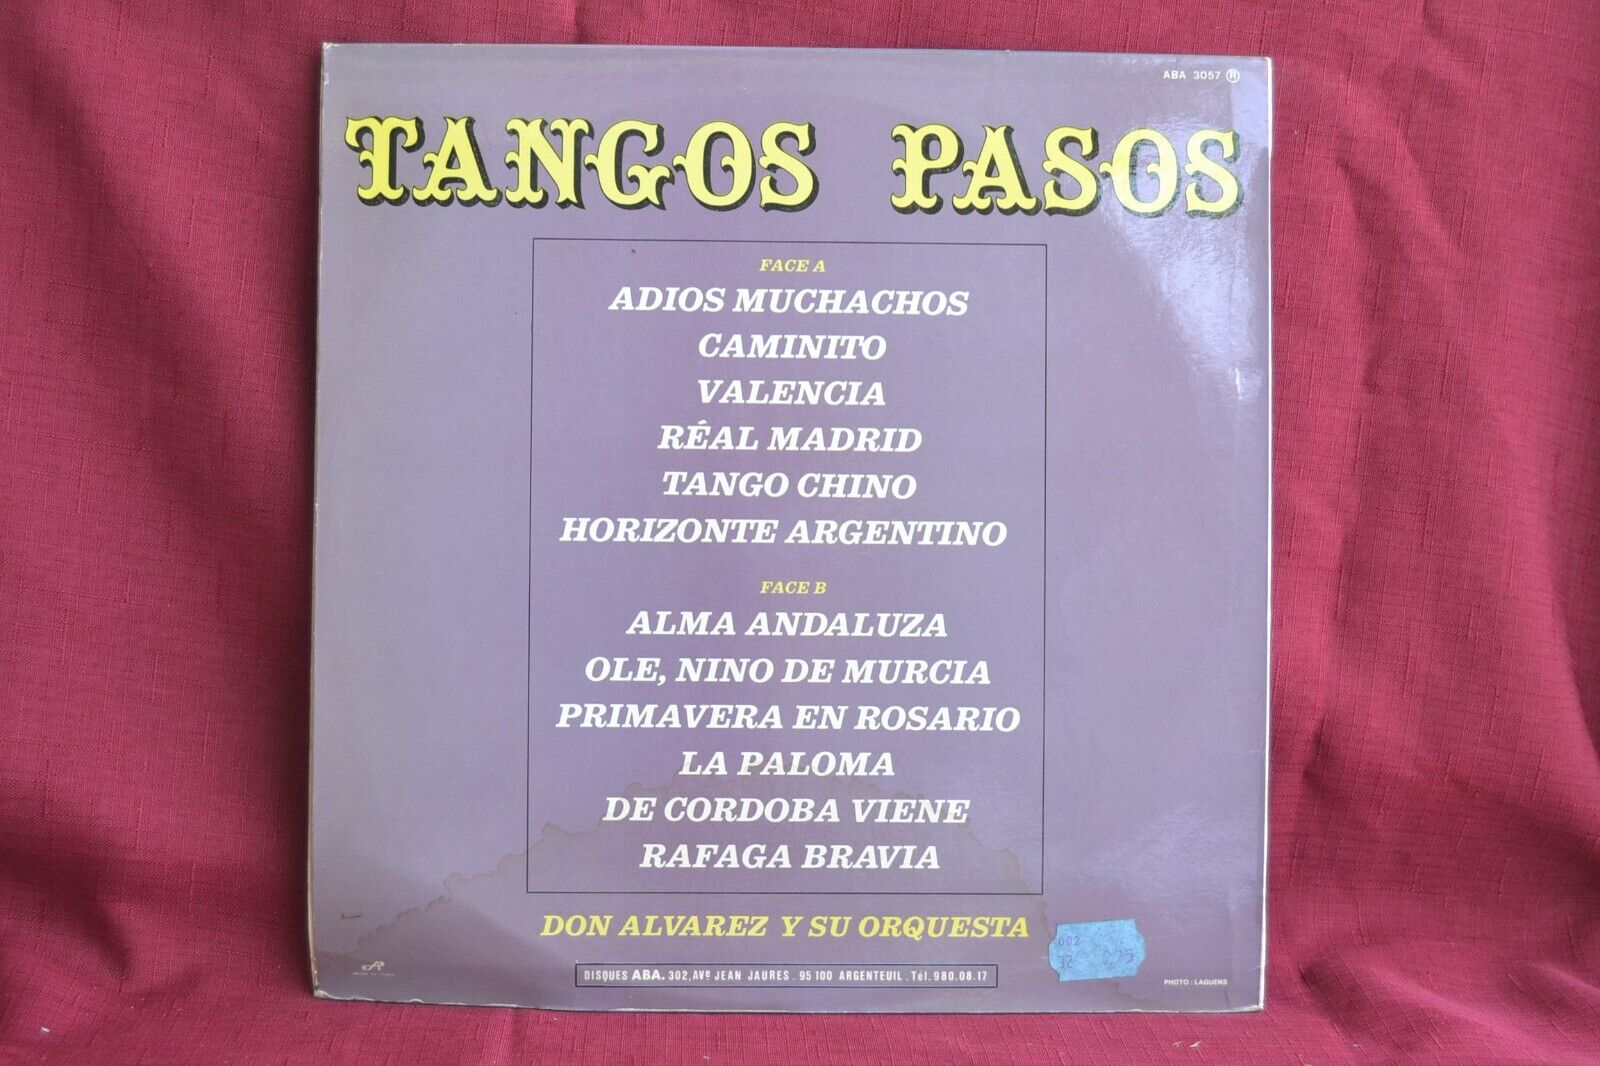 ABA 3057 Ⓡ
TANGOS PASOS
FACE A
ADIOS MUCHACHOS
CAMINITO
VALENCIA
RÉAL MADRID
TANGO CHINO
HORIZONTE ARGENTINO
FACE B
ALMA ANDALUZA
OLE, NINO DE MURCIA
PRIMAVERA EN ROSARIO
LA PALOMA
DE CORDOBA VIENE
RAFAGA BRAVIA
DON ALVAREZ Y SU ORQUESTA
002
DISQUES ABA. 302, AVe JEAN JAURES . 95 100 ARGENTEUIL . Tél. 980.08.17
PHOTO : LAGUENS